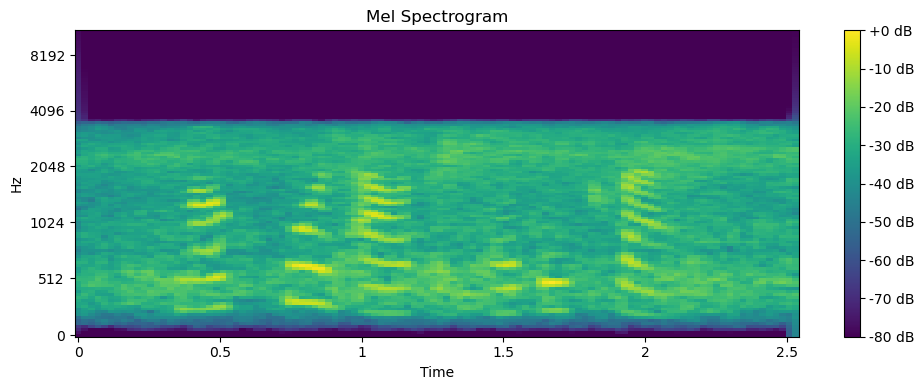 Mel Spectrogram
Hz
8192
4096
2048
1024
512
0
0
0.5
1
1.5
2
2.5
Time
+0 dB
-10 dB
-20 dB
-30 dB
-40 dB
-50 dB
-60 dB
-70 dB
-80 dB